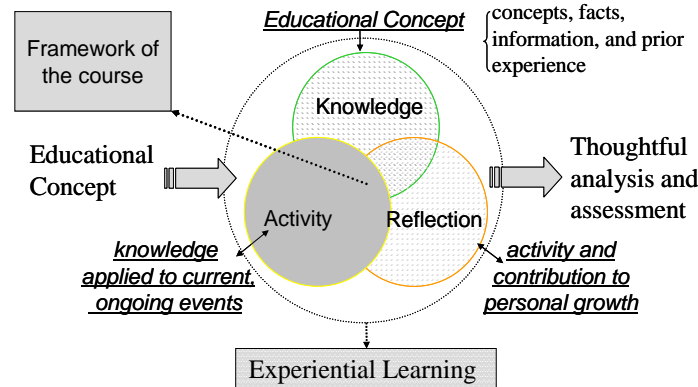 Educational Concept
concepts, facts,
information, and prior
experience
Framework of
the course
Knowledge
Educational
Concept
Thoughtful
analysis and
assessment
Activity
Reflection
knowledge
applied to current,
ongoing events
activity and
contribution to
personal growth
Experiential Learning